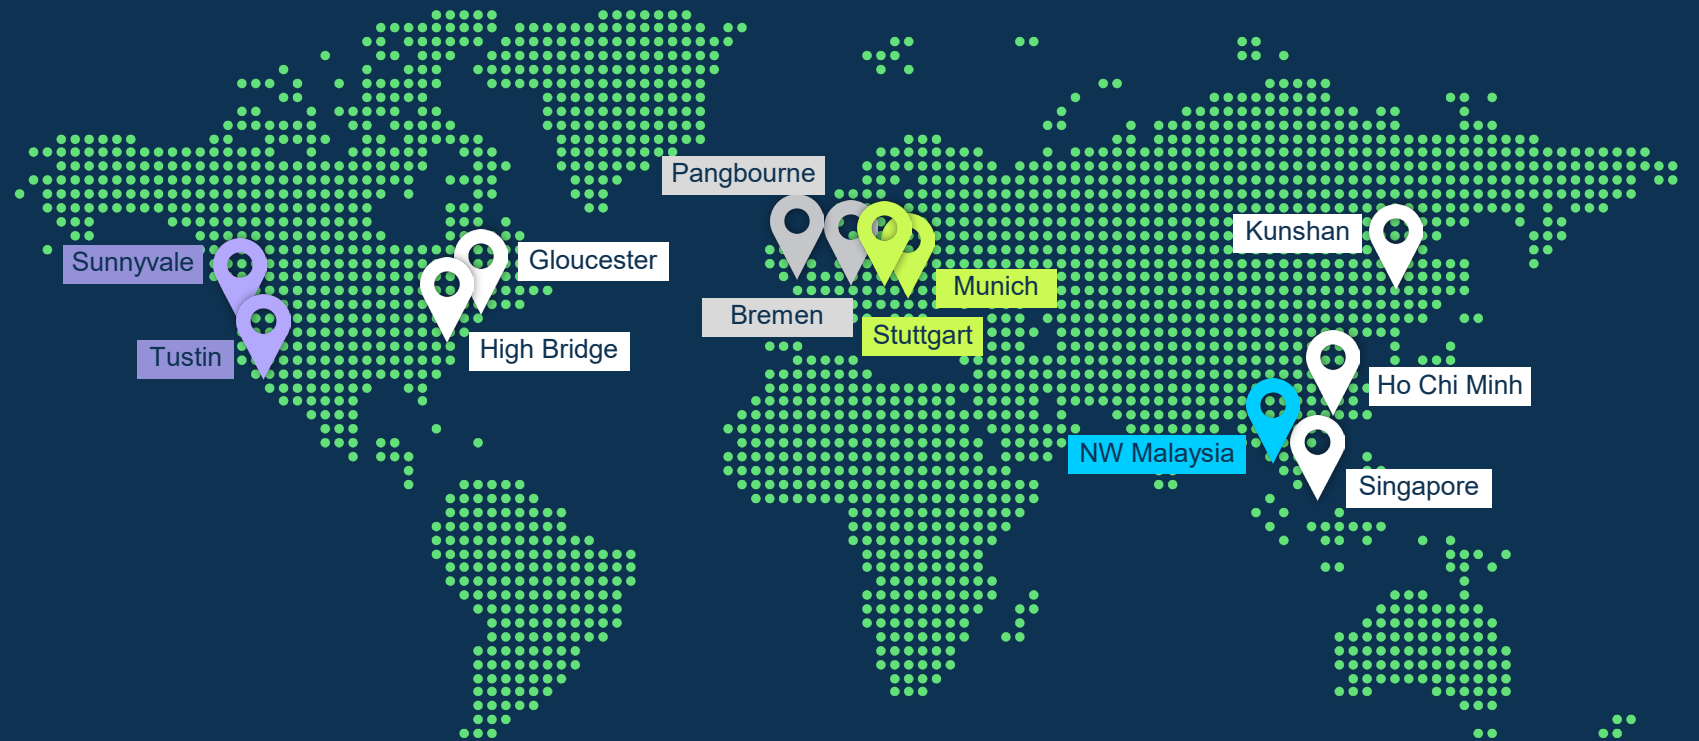 Pangbourne
Kunshan
Sunnyvale
Gloucester
Munich
Bremen
Stuttgart
High Bridge
Tustin
Ho Chi Minh
NW Malaysia
Singapore